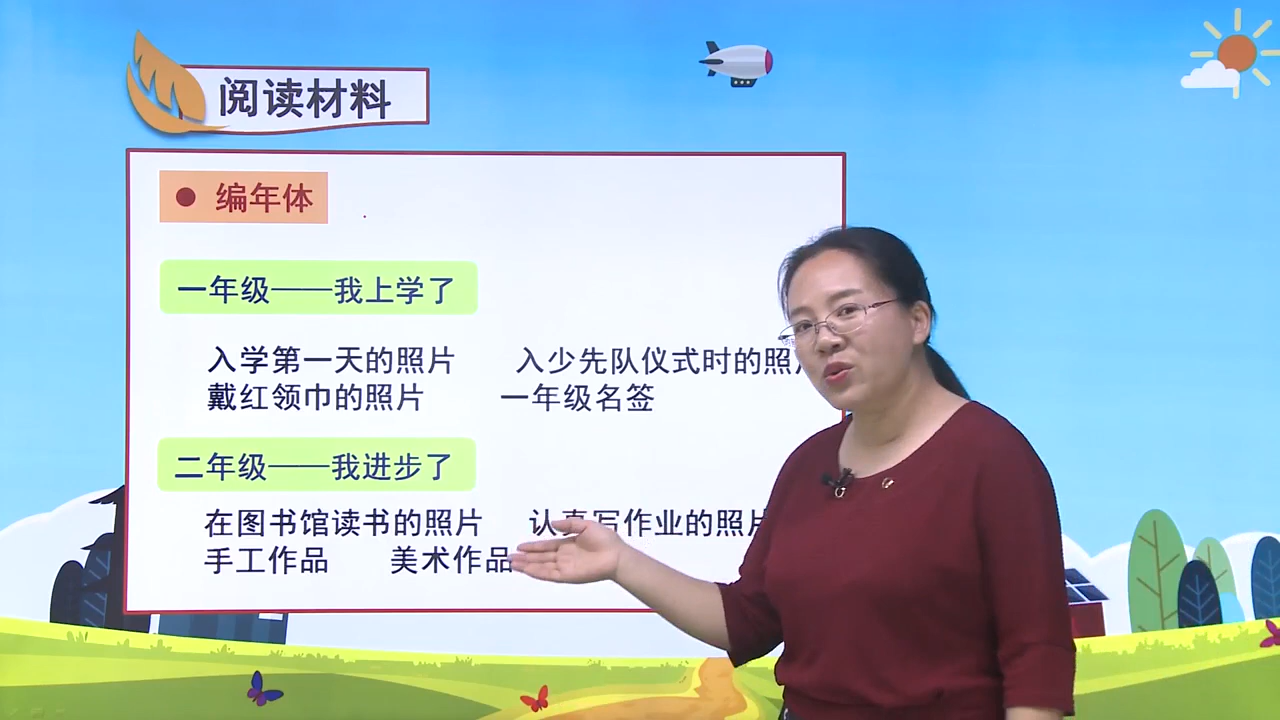 阅读材料
● 编年体
一年级——我上学了
入学第一天的照片 入少先队仪式时的照
戴红领巾的照片 一年级名签
二年级——我进步了
在图书馆读书的照片 认真写作业的照片
手工作品 美术作品